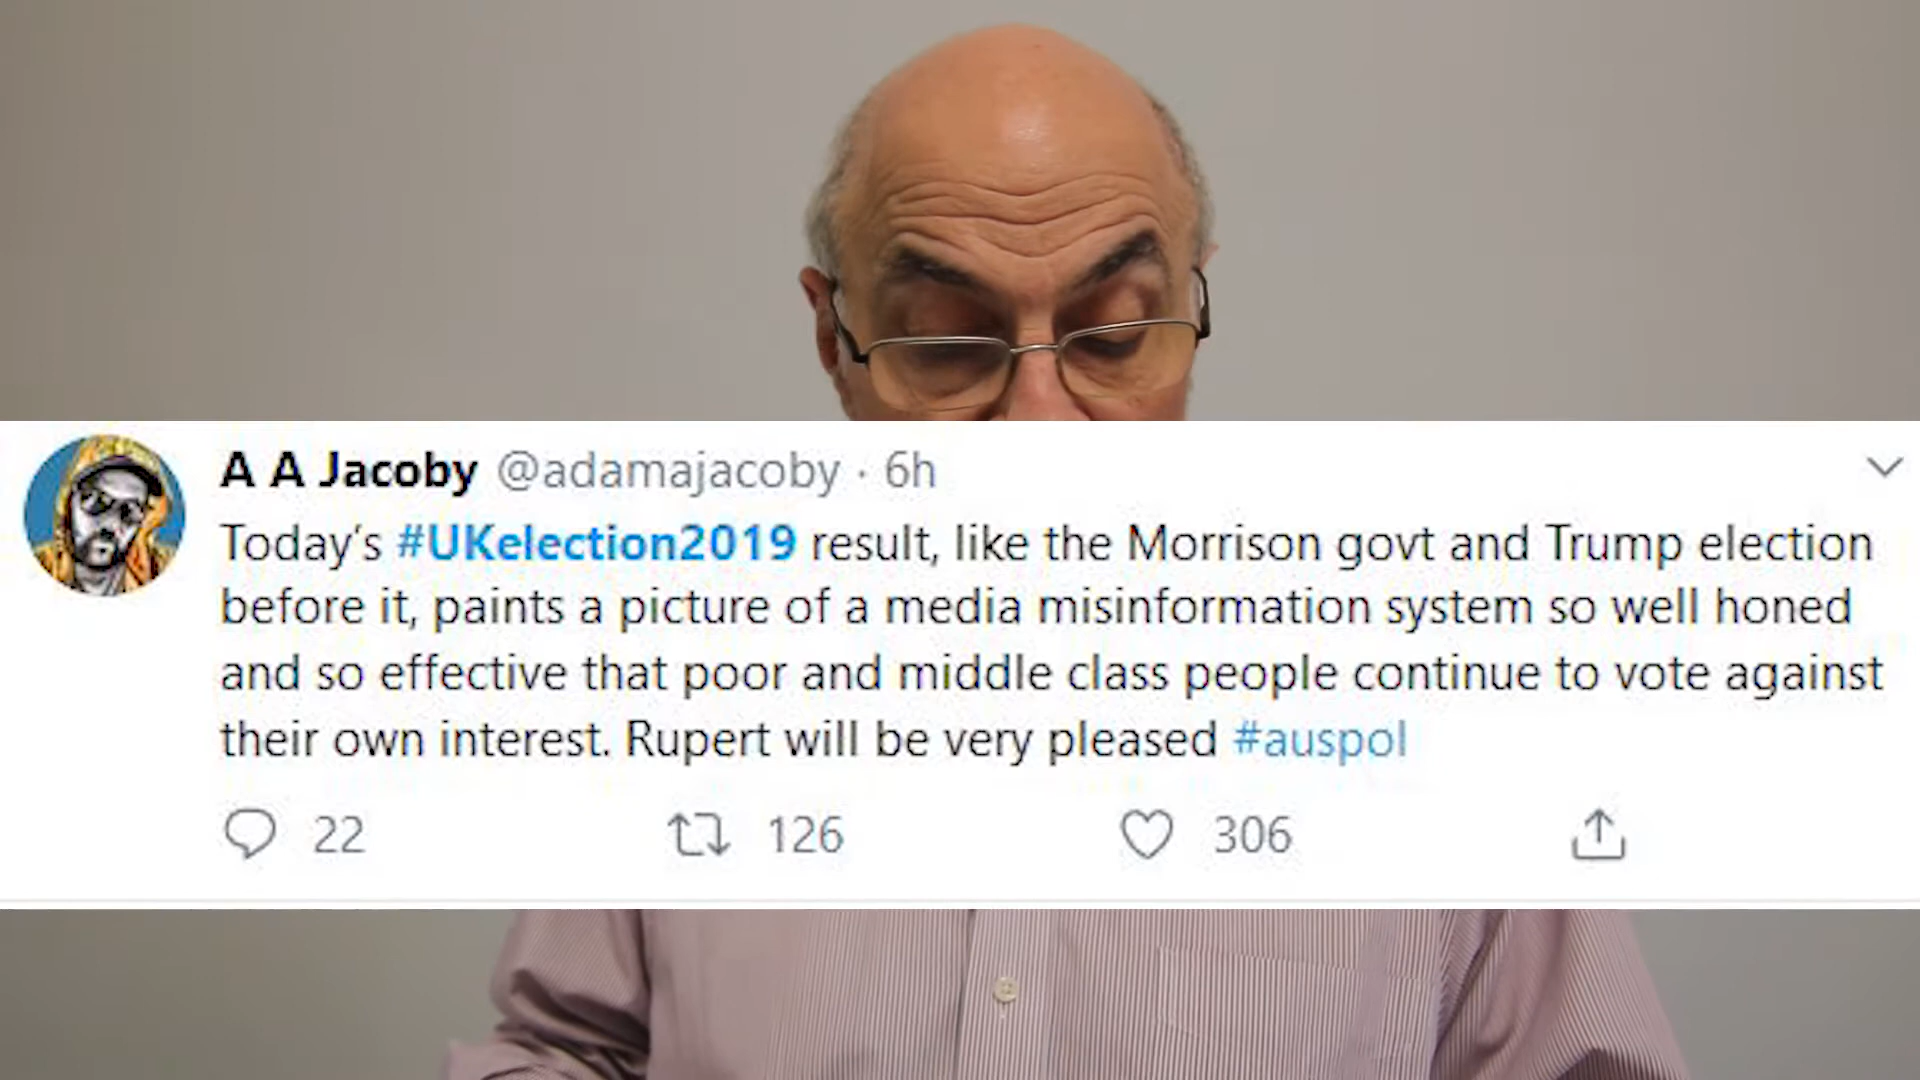 A A Jacoby @adamajacoby · 6h
Today's #UKelection2019 result, like the Morrison govt and Trump election
before it, paints a picture of a media misinformation system so well honed
and so effective that poor and middle class people continue to vote against
their own interest. Rupert will be very pleased #auspol
22 126 306